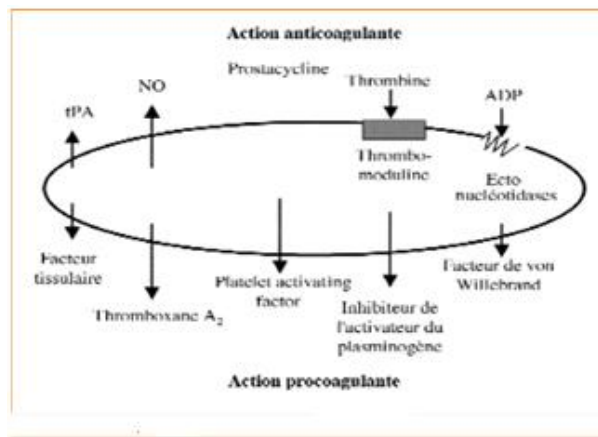 Action anticoagulante
Prostacycline
NO
Thrombine
tPA
ADP
Thrombo-
moduline
Ecto
nucléotidases
Facteur
tissulaire
Thromboxane A₂
Platelet activating
factor
Inhibiteur de
l'activateur du
plasminogène
Facteur de von
Willebrand
Action procoagulante